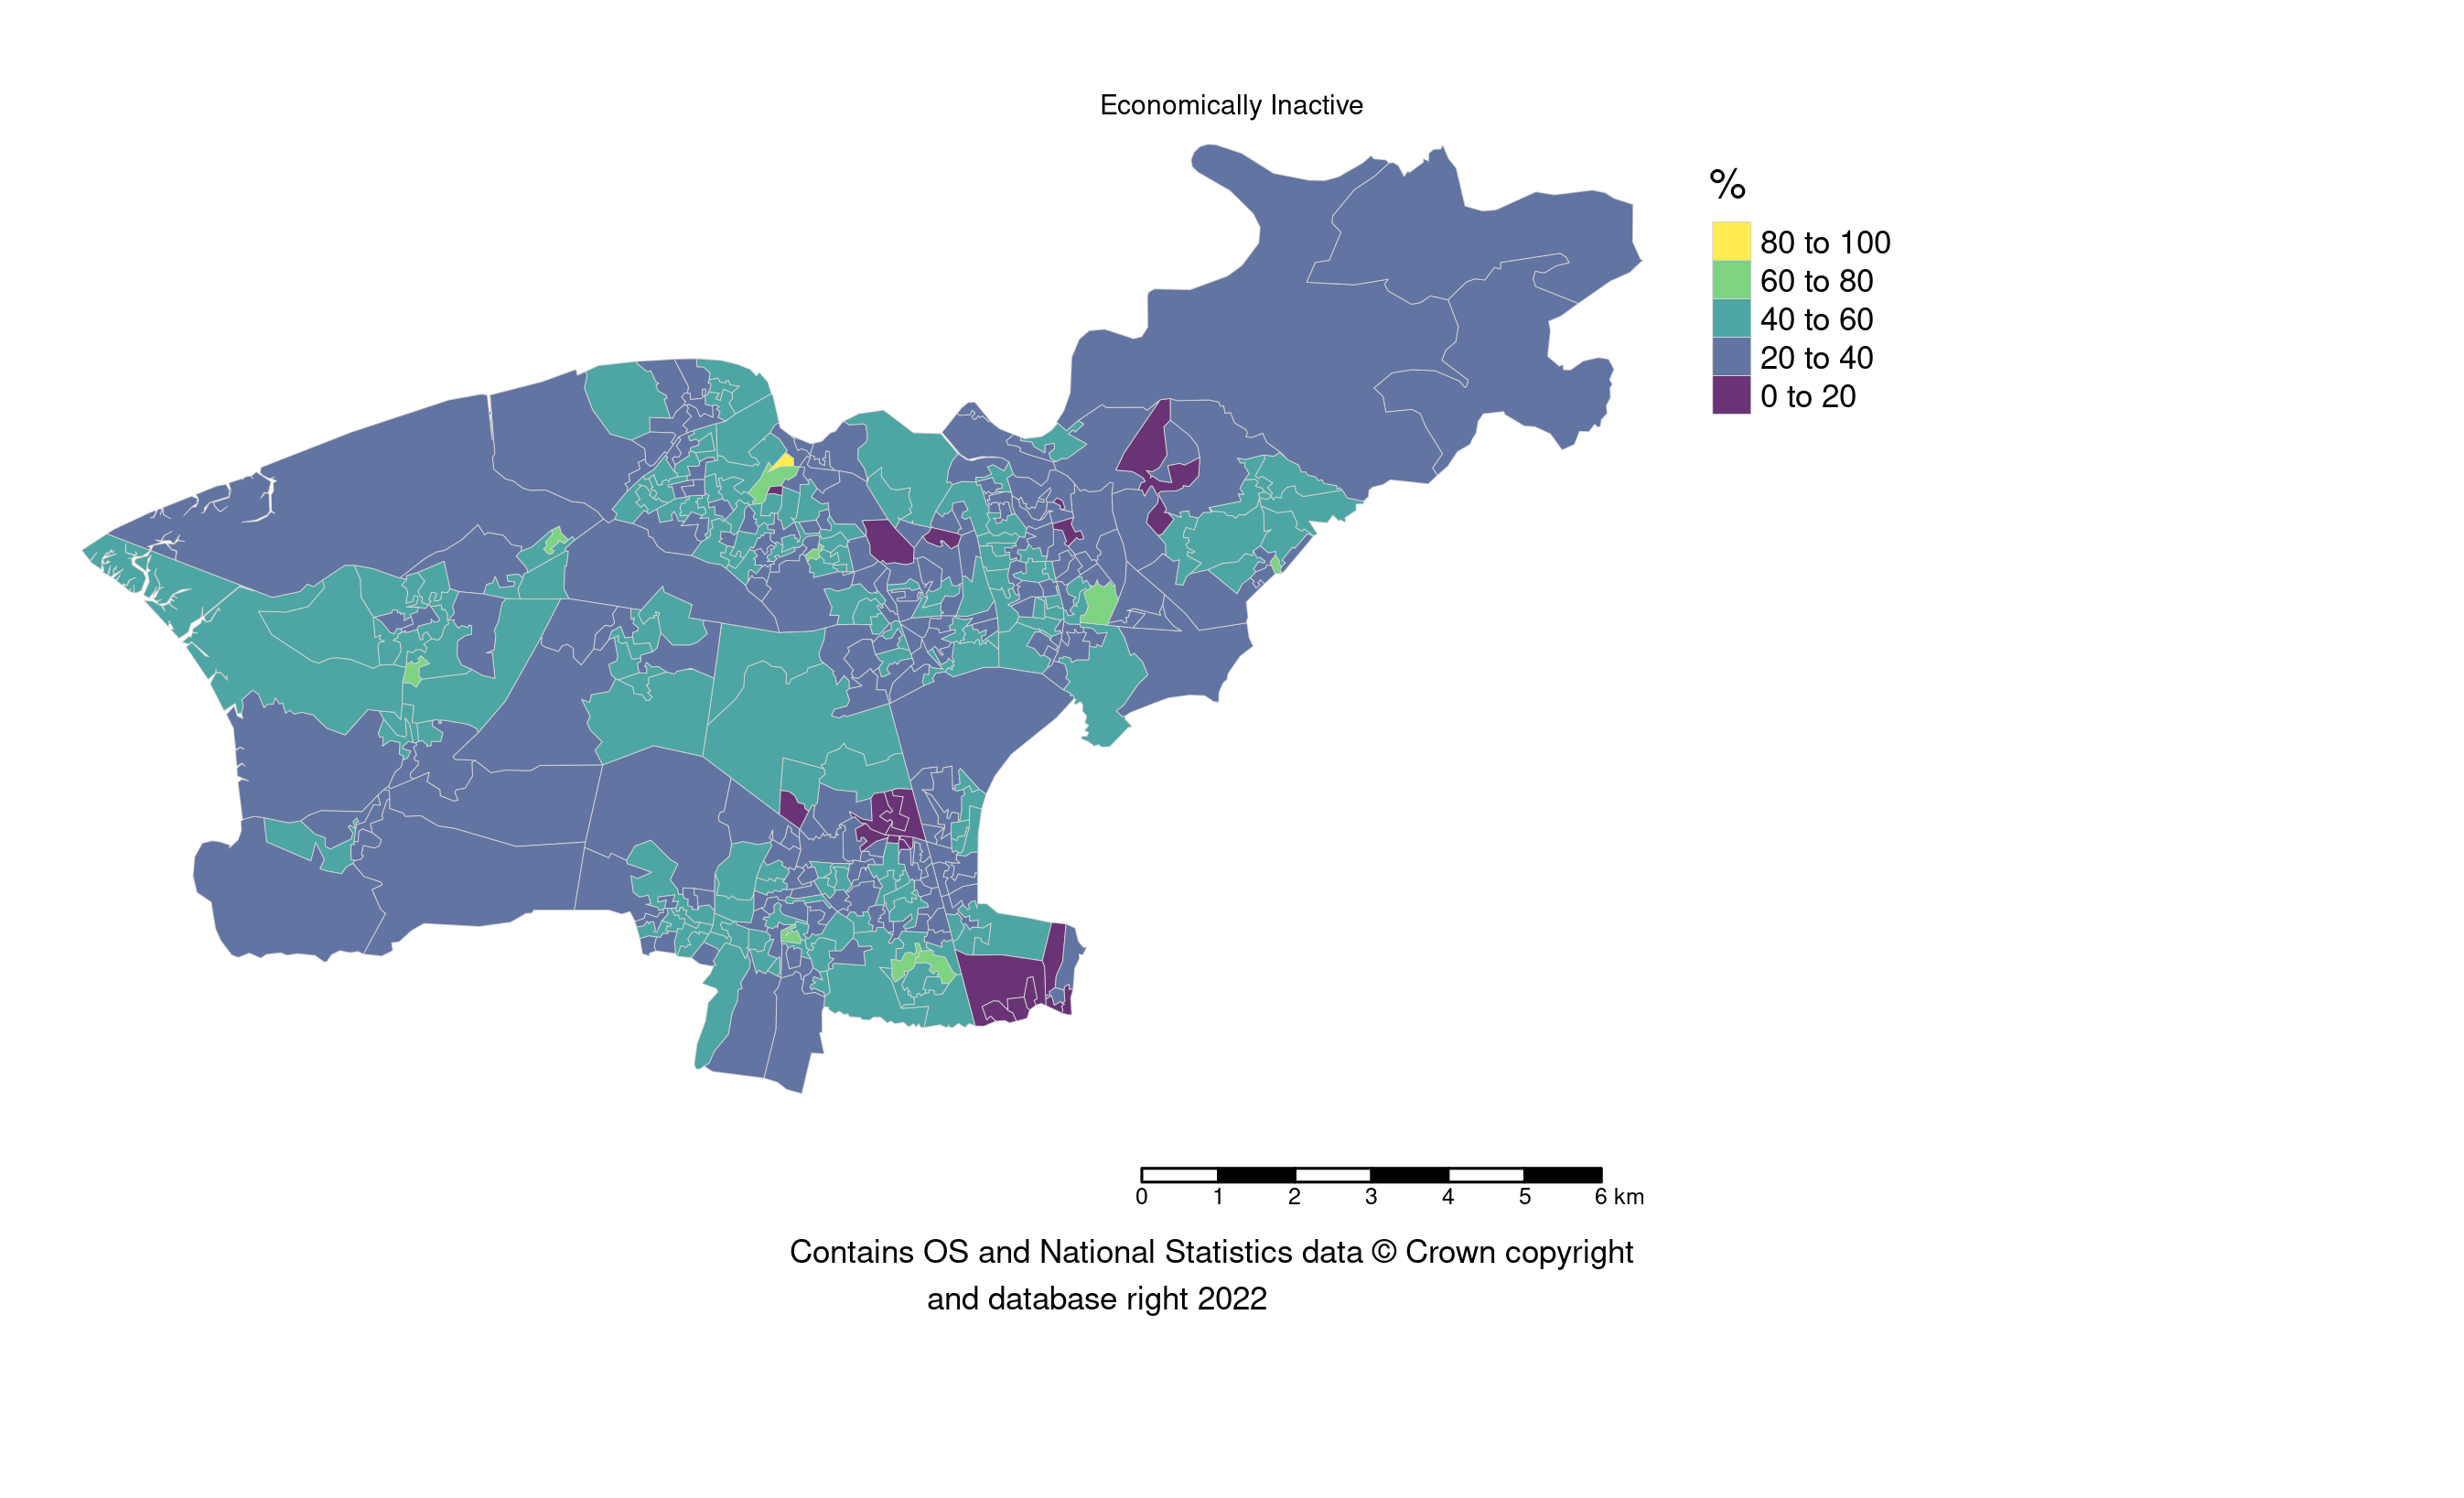 Economically Inactive
%
80 to 100
60 to 80
40 to 60
20 to 40
0 to 20
0 1 2 3 4 5 6 km
Contains OS and National Statistics data © Crown copyright
and database right 2022